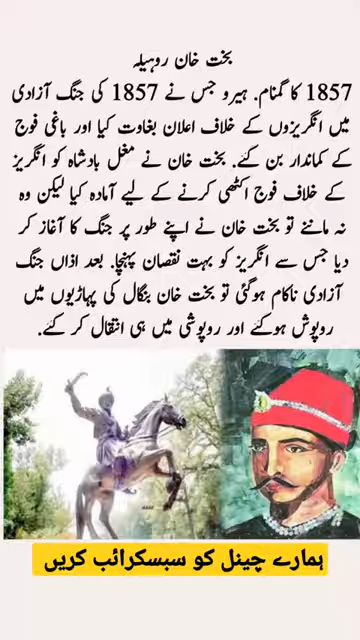 بخت خان روہیلہ
1857 کا گمنام. ہیرو جس نے 1857 کی جنگ آزادی
میں انگریزوں کے خلاف اعلان بغاوت کیا اور باغی فوج
کے کماندار بن گئے. بخت خان نے مغل بادشاہ کو انگریز
کے خلاف فوج اکٹھی کرنے کے لیے آمادہ کیا لیکن وہ
نہ مانئے تو بخت خان نے اپنے طور پر جنگ کا آغاز کر
دیا جس سے انگریز کو بہت نقصان پہنچا. بعد اذاں جنگ
آزادی ناکام ہوگئی تو بخت خان بنگال کی پہاڑیوں میں
روپوش ہوگئے اور روپوشی میں ہی انتقال کر گئے.
ہمارے چینل کو سبسکرائب کریں